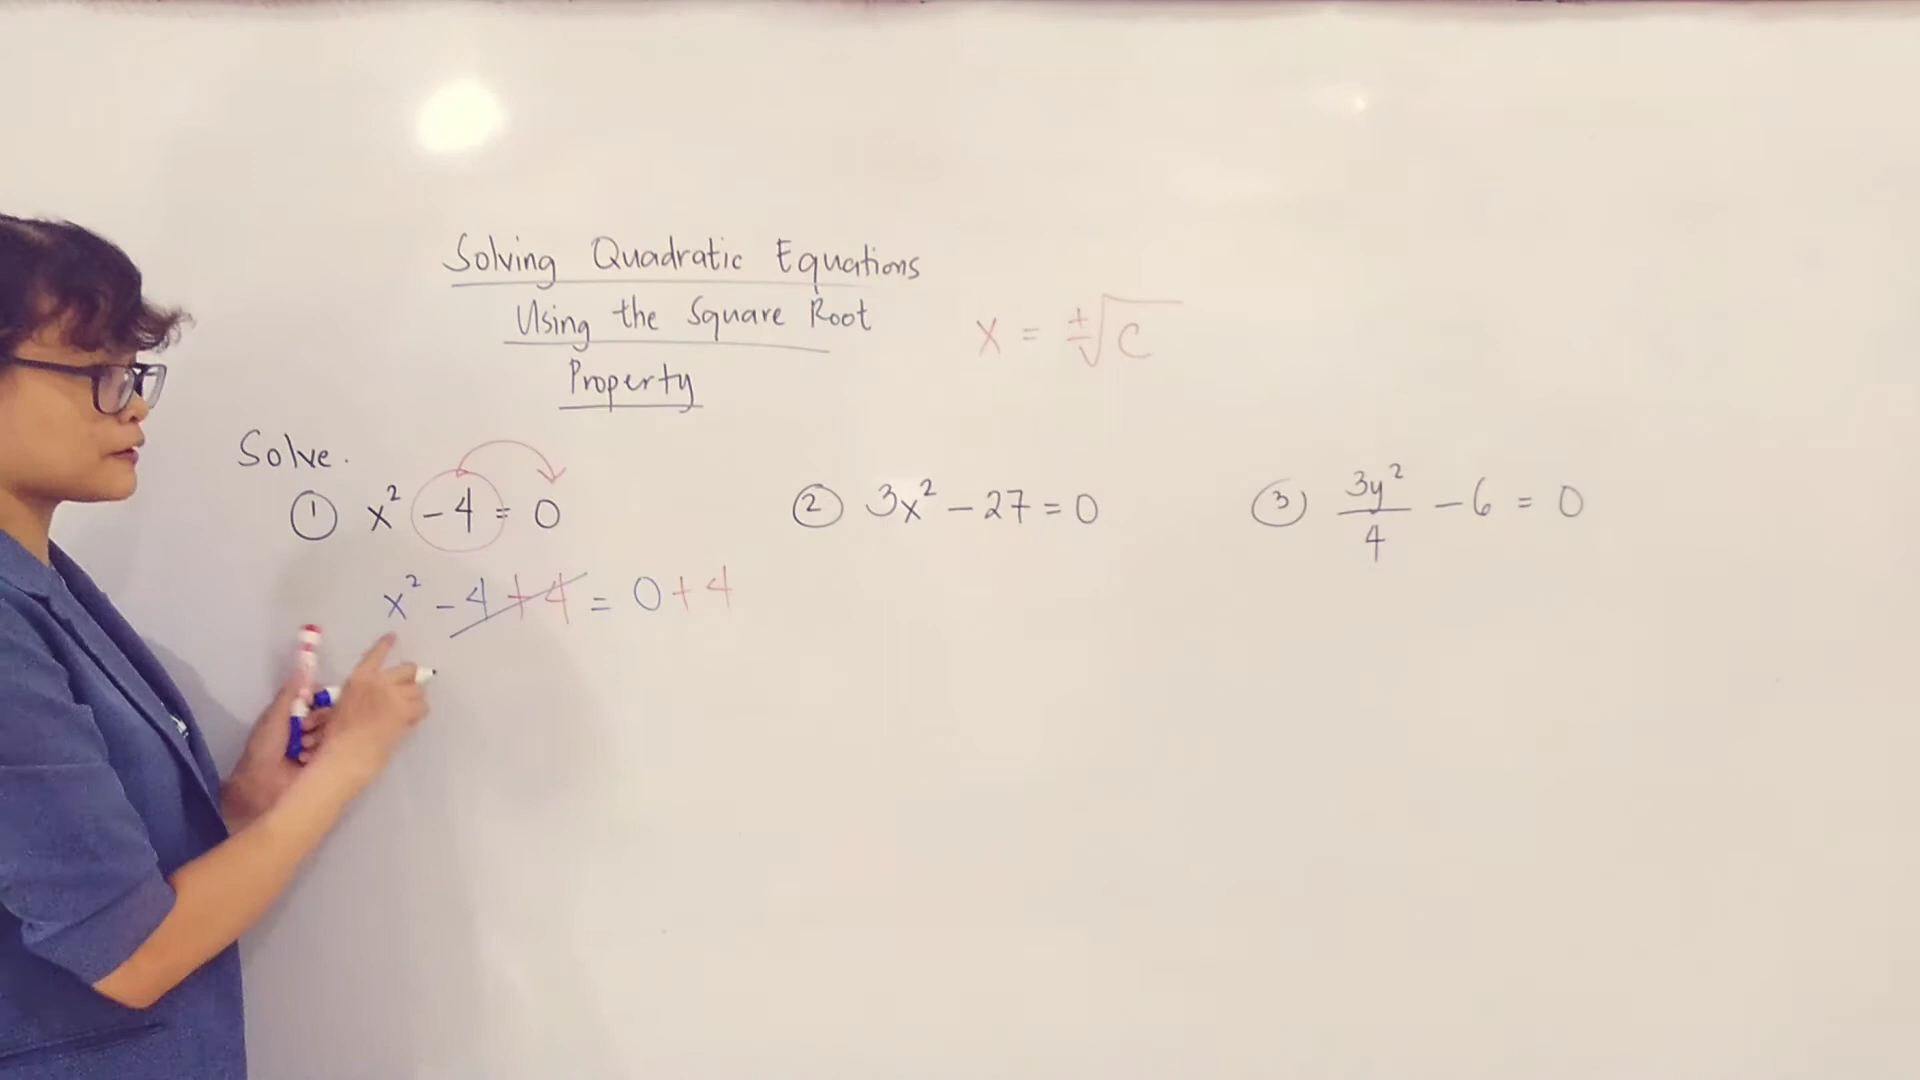 Solving Quadratic Equations
Using the Square Root
Property
x = ±√c
Solve.
① x² - 4 = 0
x² - 4 + 4 = 0 + 4
② 3x² - 27 = 0
③ 3y²/4 - 6 = 0